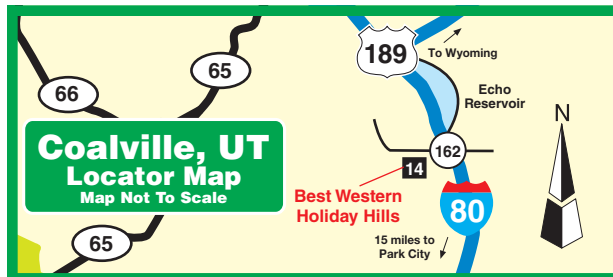 66
65
Coalville, UT
Locator Map
Map Not To Scale
65
189
To Wyoming
Echo
Reservoir
162
14
Best Western
Holiday Hills
80
15 miles to
Park City
N